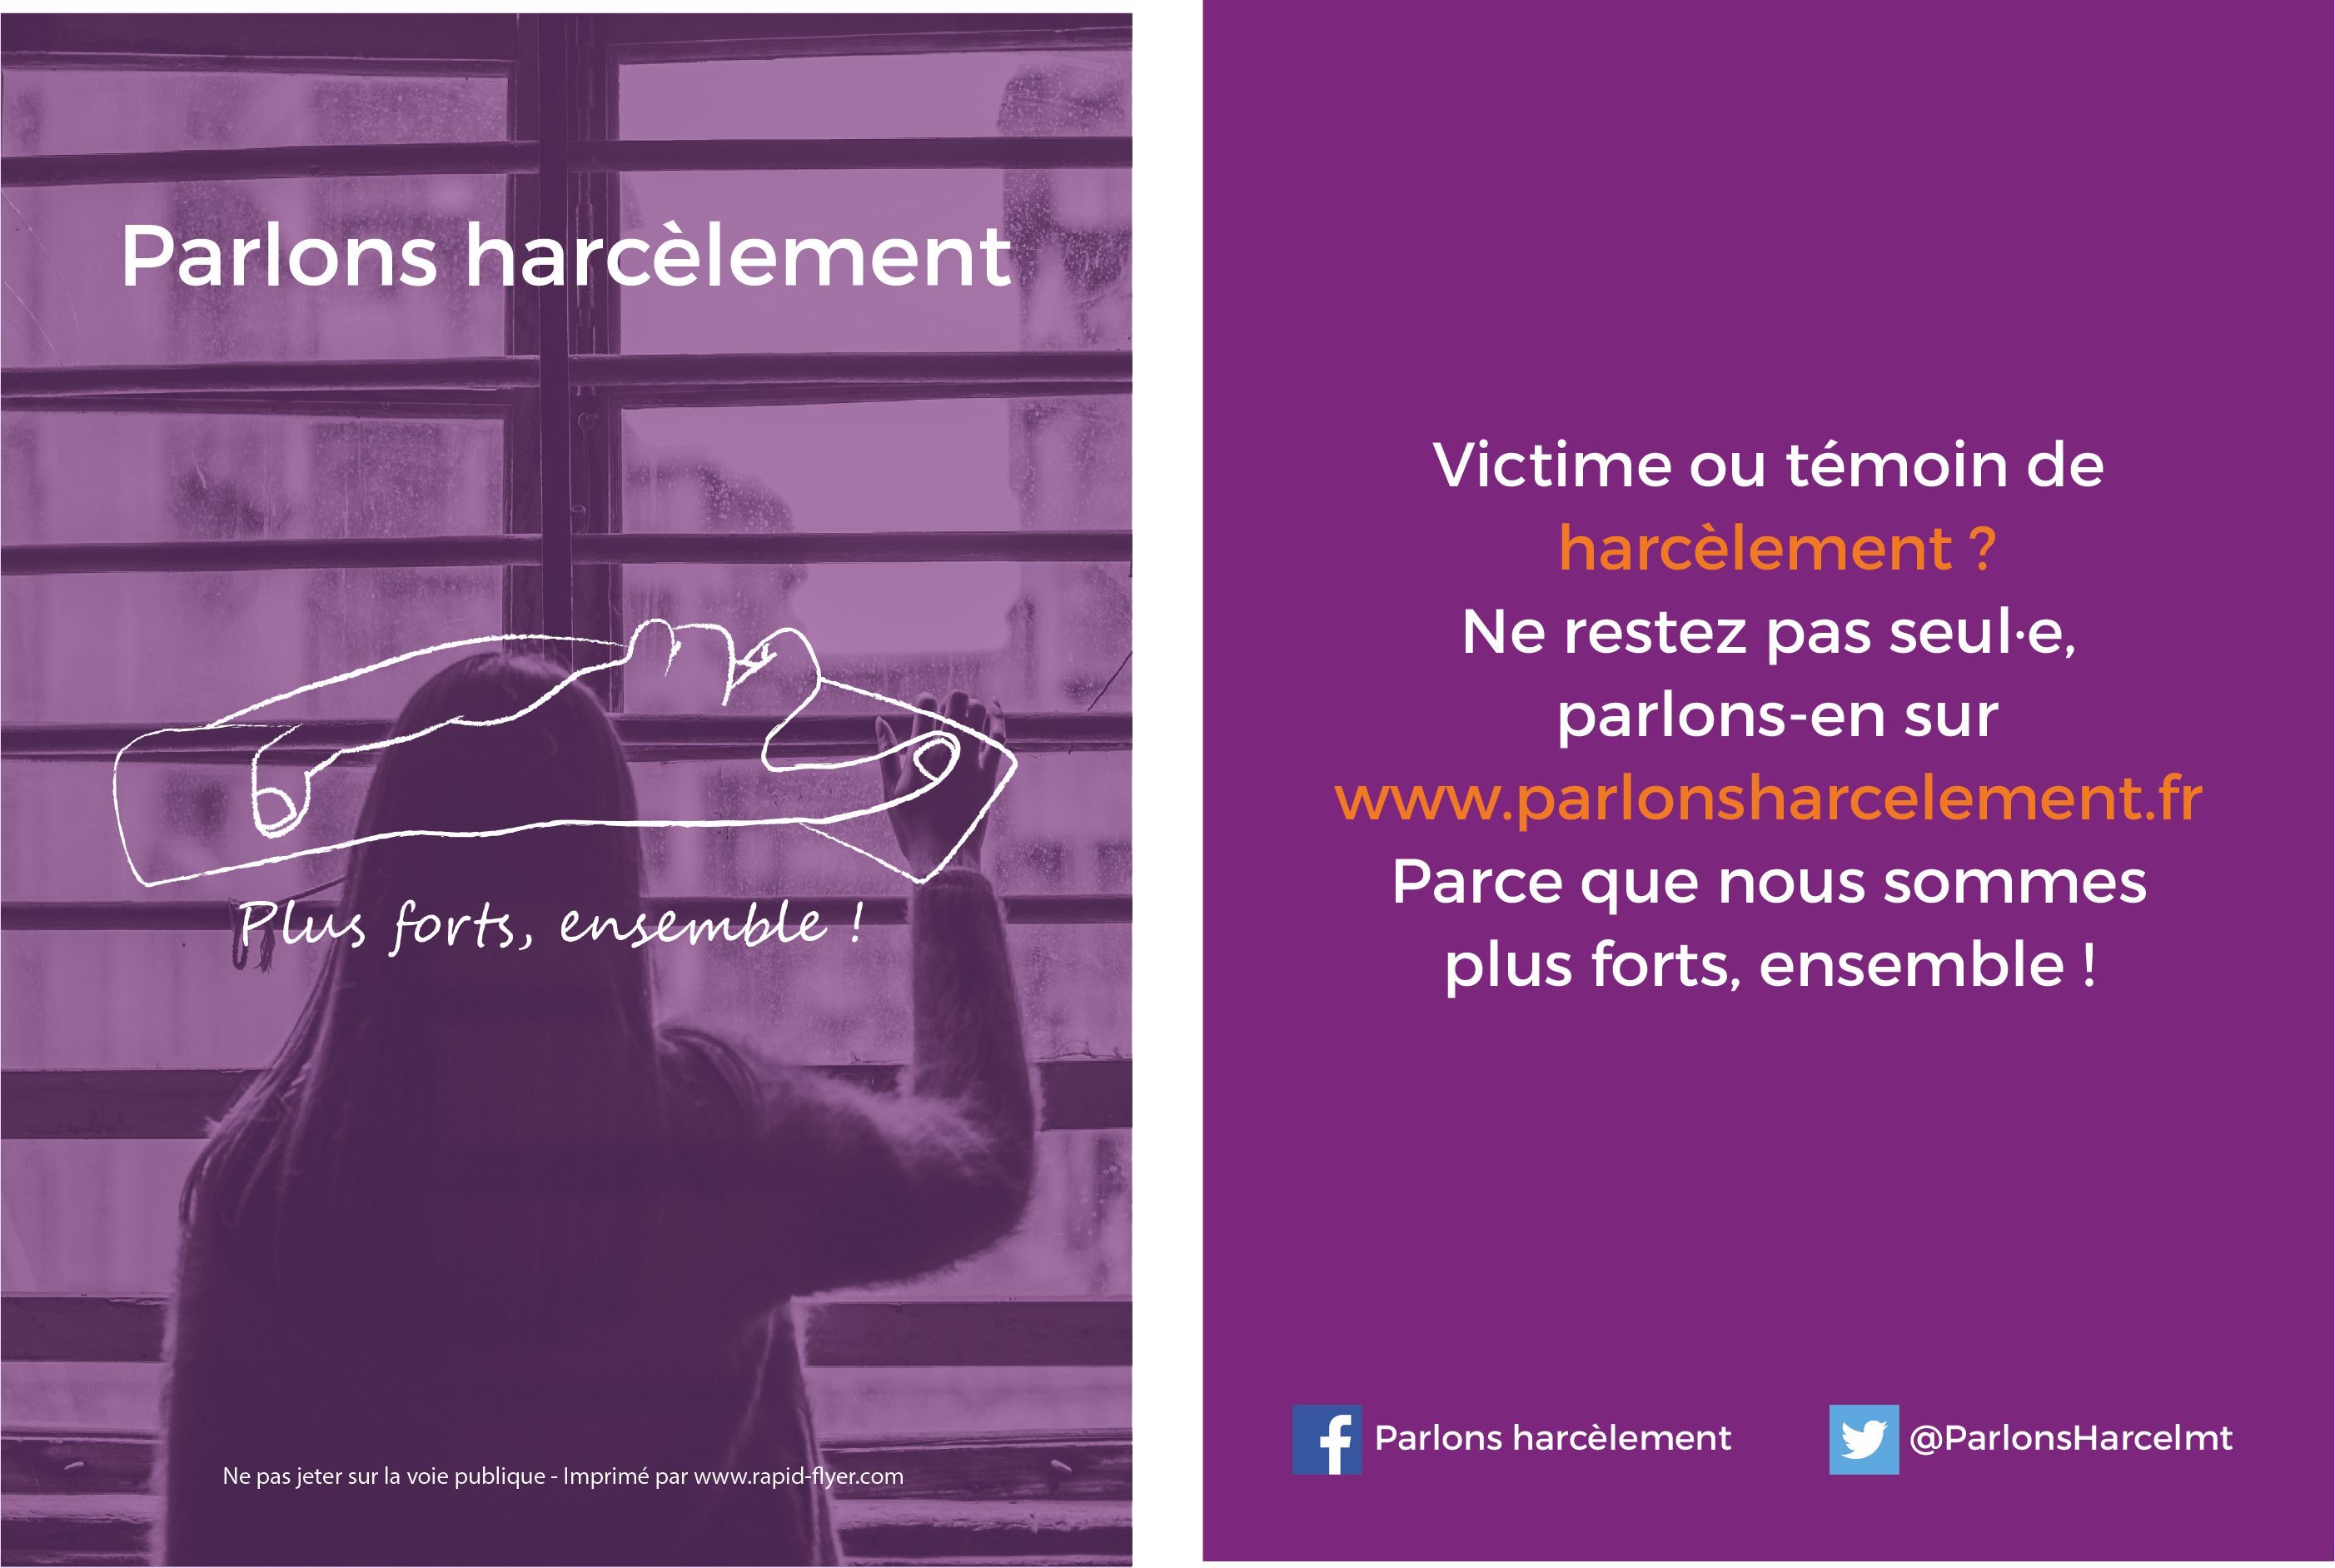 Parlons harcèlement
Plus forts, ensemble !
Ne pas jeter sur la voie publique - Imprimé par www.rapid-flyer.com
Victime ou témoin de
harcèlement ?
Ne restez pas seul·e,
parlons-en sur
www.parlonsharcelement.fr
Parce que nous sommes
plus forts, ensemble !
Parlons harcèlement
@ParlonsHarcelmt